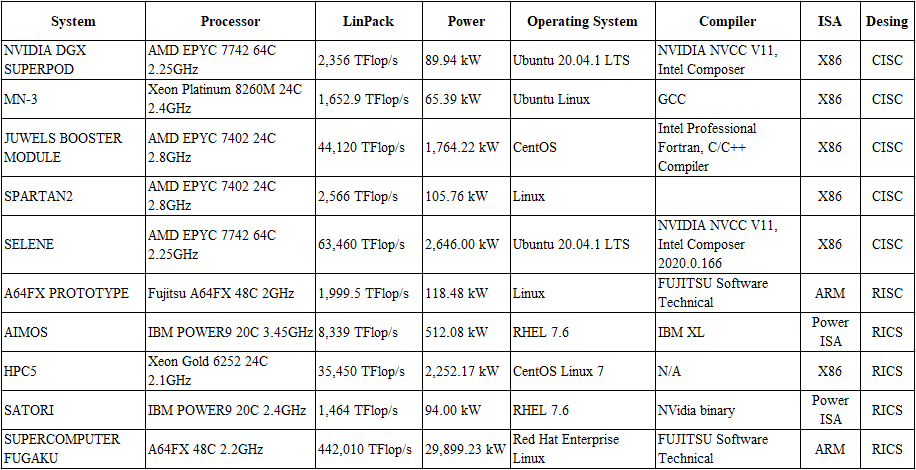 System Processor LinPack Power Operating System Compiler ISA Desing
NVIDIA DGX SUPERPOD AMD EPYC 7742 64C 2.25GHz 2,356 TFlop/s 89.94 kW Ubuntu 20.04.1 LTS NVIDIA NVCC V11, Intel Composer X86 CISC
MN-3 Xeon Platinum 8260M 24C 2.4GHz 1,652.9 TFlop/s 65.39 kW Ubuntu Linux GCC X86 CISC
JUWELS BOOSTER MODULE AMD EPYC 7402 24C 2.8GHz 44,120 TFlop/s 1,764.22 kW CentOS Intel Professional Fortran, C/C++ Compiler X86 CISC
SPARTAN2 AMD EPYC 7402 24C 2.8GHz 2,566 TFlop/s 105.76 kW Linux X86 CISC
SELENE AMD EPYC 7742 64C 2.25GHz 63,460 TFlop/s 2,646.00 kW Ubuntu 20.04.1 LTS NVIDIA NVCC V11, Intel Composer 2020.0.166 X86 CISC
A64FX PROTOTYPE Fujitsu A64FX 48C 2GHz 1,999.5 TFlop/s 118.48 kW Linux FUJITSU Software Technical ARM RISC
AIMOS IBM POWER9 20C 3.45GHz 8,339 TFlop/s 512.08 kW RHEL 7.6 IBM XL Power ISA RICS
HPC5 Xeon Gold 6252 24C 2.1GHz 35,450 TFlop/s 2,252.17 kW CentOS Linux 7 N/A X86 RICS
SATORI IBM POWER9 20C 2.4GHz 1,464 TFlop/s 94.00 kW RHEL 7.6 NVidia binary Power ISA RICS
SUPERCOMPUTER FUGAKU A64FX 48C 2.2GHz 442,010 TFlop/s 29,899.23 kW Red Hat Enterprise Linux FUJITSU Software Technical ARM RICS